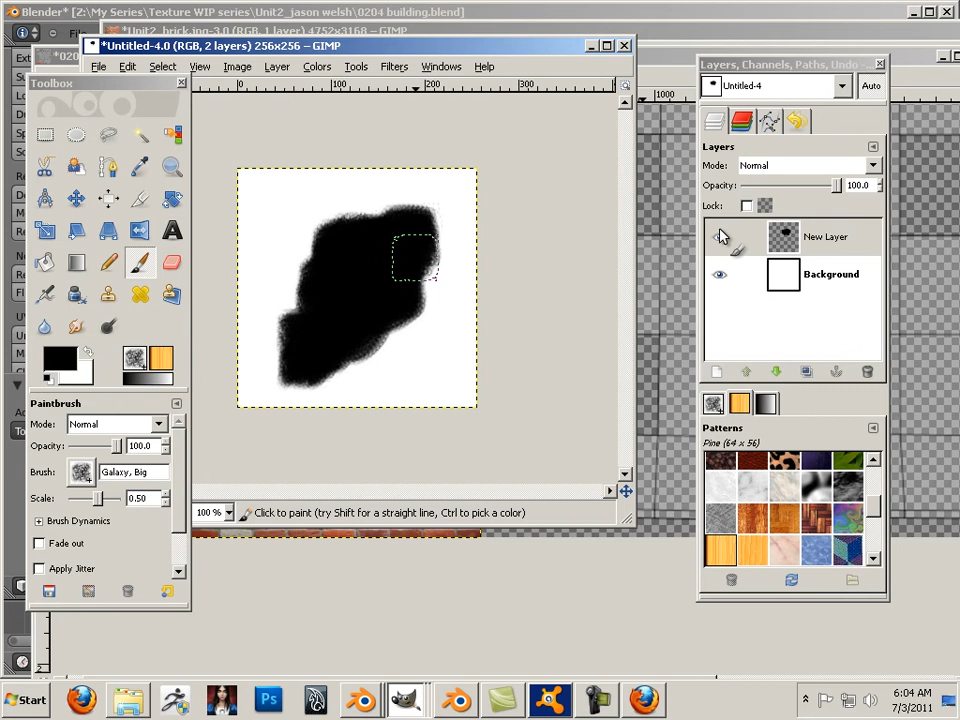 Blender* [Z:\My Series\Texture WIP series\Unit2_jason welsh\0204 building.blend]
*Unit2_brick.jpg-3.0 (RGB, 1 layer) 4752x3168 – GIMP
*Untitled-4.0 (RGB, 2 layers) 256x256 – GIMP
File Edit Select View Image Layer Colors Tools Filters Windows Help
Toolbox
0 100 200 300
1000
Layers, Channels, Paths, Undo -...
Untitled-4
Auto
Layers
Mode: Normal
Opacity: 100.0
Lock:
New Layer
Background
Paintbrush
Mode: Normal
Opacity: 100.0
Brush: Galaxy, Big
Scale: 0.50
Brush Dynamics
Fade out
Apply Jitter
Patterns
Pine (64 x 56)
100 %
Click to paint (try Shift for a straight line, Ctrl to pick a color)
Start
Ps
6:04 AM
7/3/2011